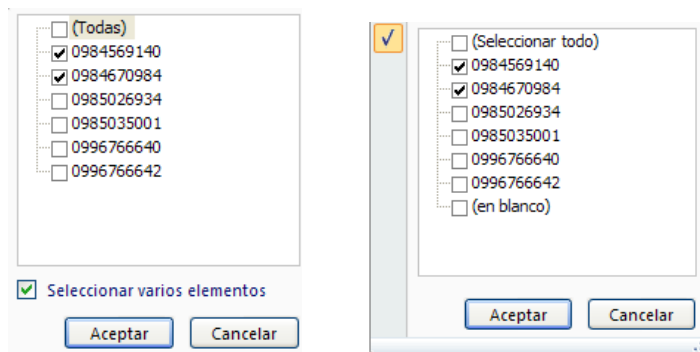 (Todas)
0984569140
0984670984
0985026934
0985035001
0996766640
0996766642
Seleccionar varios elementos
Aceptar
Cancelar
(Seleccionar todo)
0984569140
0984670984
0985026934
0985035001
0996766640
0996766642
(en blanco)
Aceptar
Cancelar